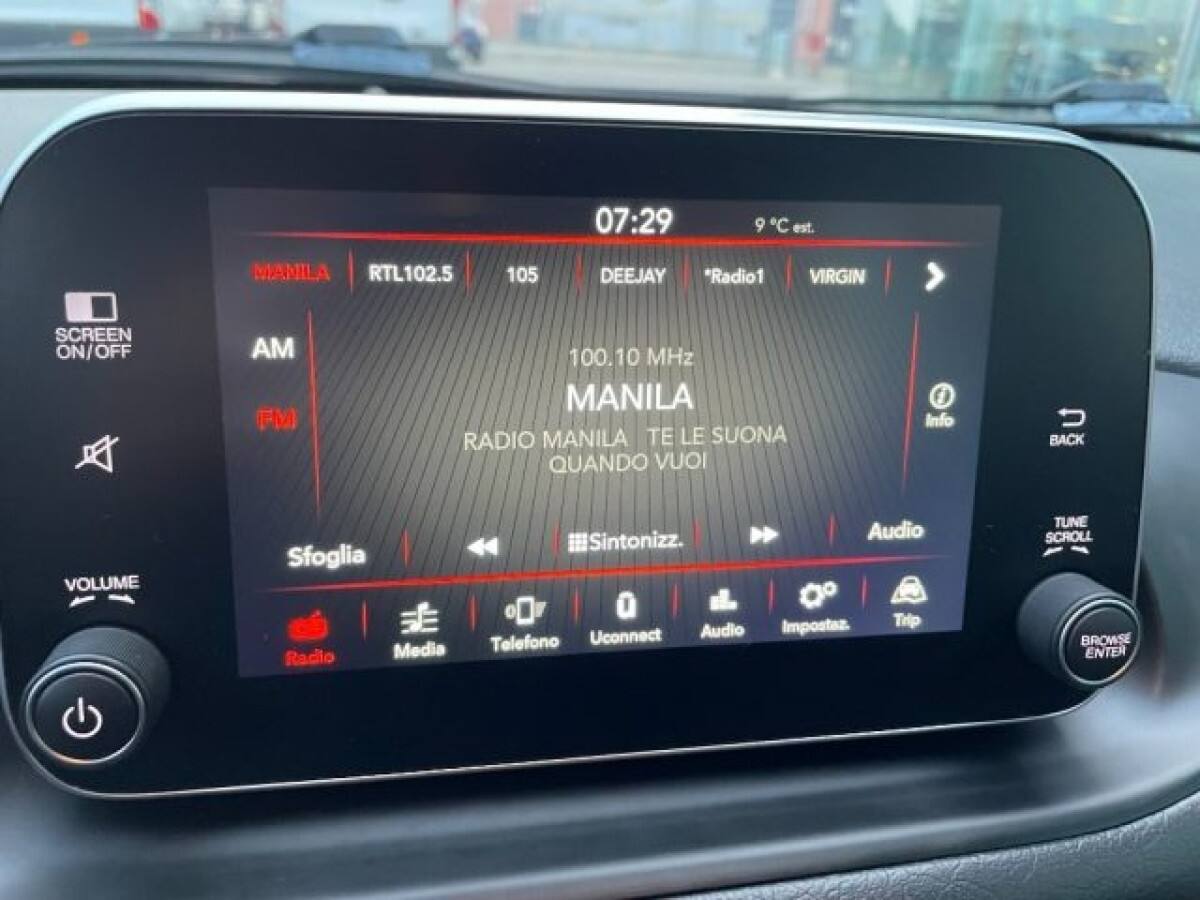 07:29
9 °C est.
MANILA
RTL102.5
105
DEEJAY
*Radio1
VIRGIN
SCREEN
ON/OFF
AM
FM
100.10 MHz
MANILA
RADIO MANILA TE LE SUONA
QUANDO VUOI
Info
BACK
Sfoglia
Sintonizz.
Audio
TUNE
SCROLL
VOLUME
Radio
Media
Telefono
Uconnect
Audio
Impostaz.
Trip
BROWSE
ENTER